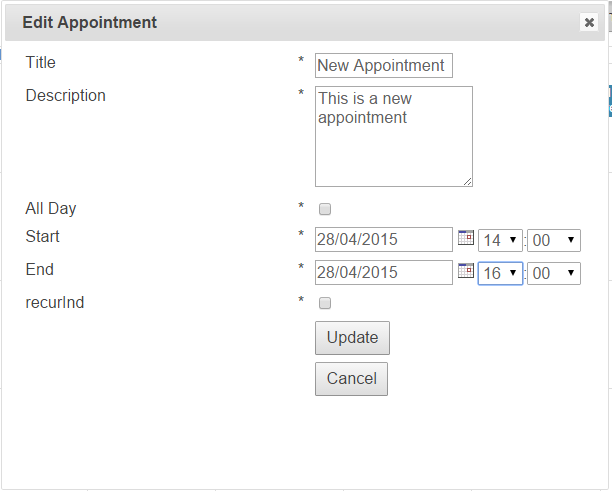 Edit Appointment
Title * New Appointment
Description * This is a new
appointment
All Day *
Start * 28/04/2015 14 : 00
End * 28/04/2015 16 : 00
recurInd *
Update
Cancel